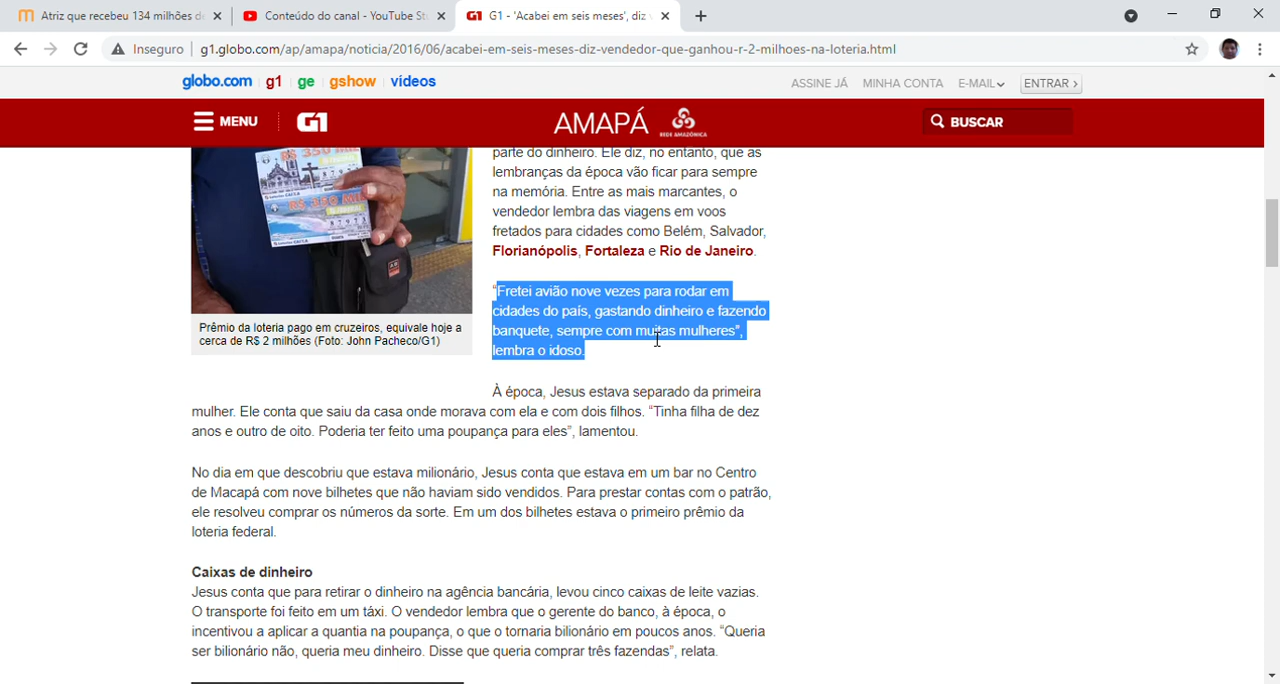 Atriz que recebeu 134 milhões de
Conteúdo do canal - YouTube St
G1 G1 - 'Acabei em seis meses', diz v
Inseguro
g1.globo.com/ap/amapa/noticia/2016/06/acabei-em-seis-meses-diz-vendedor-que-ganhou-r-2-milhoes-na-loteria.html
globo.com g1 ge gshow vídeos
ASSINE JÁ MINHA CONTA E-MAIL ENTRAR ›
MENU G1 AMAPÁ REDE AMAZÔNICA BUSCAR
R$ 350 MIL
R$ 350 MIL
parte do dinheiro. Ele diz, no entanto, que as
lembranças da época vão ficar para sempre
na memória. Entre as mais marcantes, o
vendedor lembra das viagens em voos
fretados para cidades como Belém, Salvador,
Florianópolis, Fortaleza e Rio de Janeiro.
“Fretei avião nove vezes para rodar em
cidades do país, gastando dinheiro e fazendo
banquete, sempre com muitas mulheres”,
lembra o idoso.
Prêmio da loteria pago em cruzeiros, equivale hoje a
cerca de R$ 2 milhões (Foto: John Pacheco/G1)
À época, Jesus estava separado da primeira
mulher. Ele conta que saiu da casa onde morava com ela e com dois filhos. “Tinha filha de dez
anos e outro de oito. Poderia ter feito uma poupança para eles”, lamentou.
No dia em que descobriu que estava milionário, Jesus conta que estava em um bar no Centro
de Macapá com nove bilhetes que não haviam sido vendidos. Para prestar contas com o patrão,
ele resolveu comprar os números da sorte. Em um dos bilhetes estava o primeiro prêmio da
loteria federal.
Caixas de dinheiro
Jesus conta que para retirar o dinheiro na agência bancária, levou cinco caixas de leite vazias.
O transporte foi feito em um táxi. O vendedor lembra que o gerente do banco, à época, o
incentivou a aplicar a quantia na poupança, o que o tornaria bilionário em poucos anos. “Queria
ser bilionário não, queria meu dinheiro. Disse que queria comprar três fazendas”, relata.